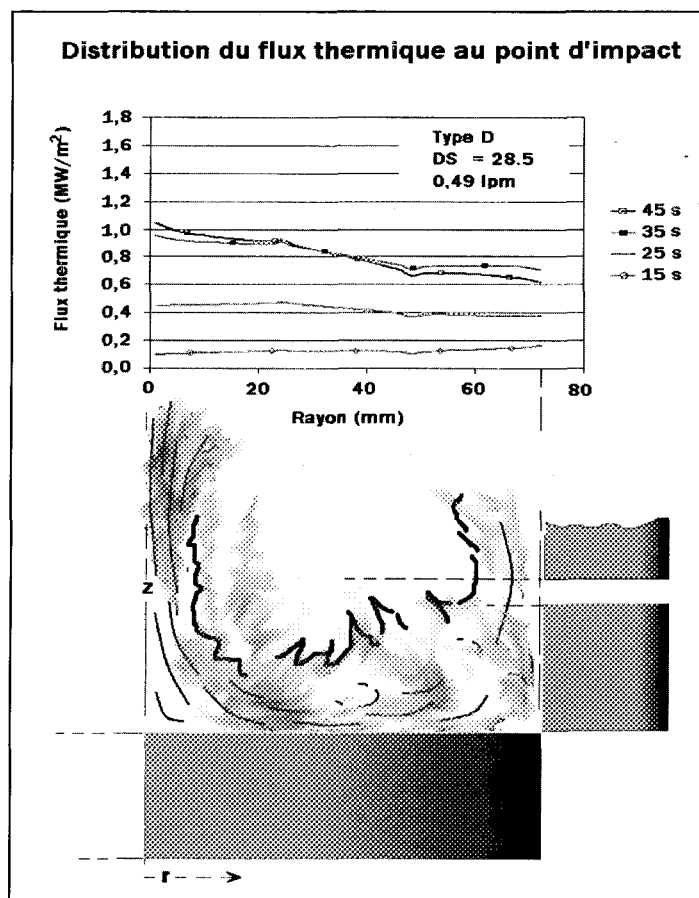 Distribution du flux thermique au point d'impact
Flux thermique (MW/m²)
1,8
1,6
1,4
1,2
1,0
0,8
0,6
0,4
0,2
0,0
Type D
DS = 28.5
0,49 lpm
45 s
35 s
25 s
15 s
0
20
40
60
80
Rayon (mm)
z
r